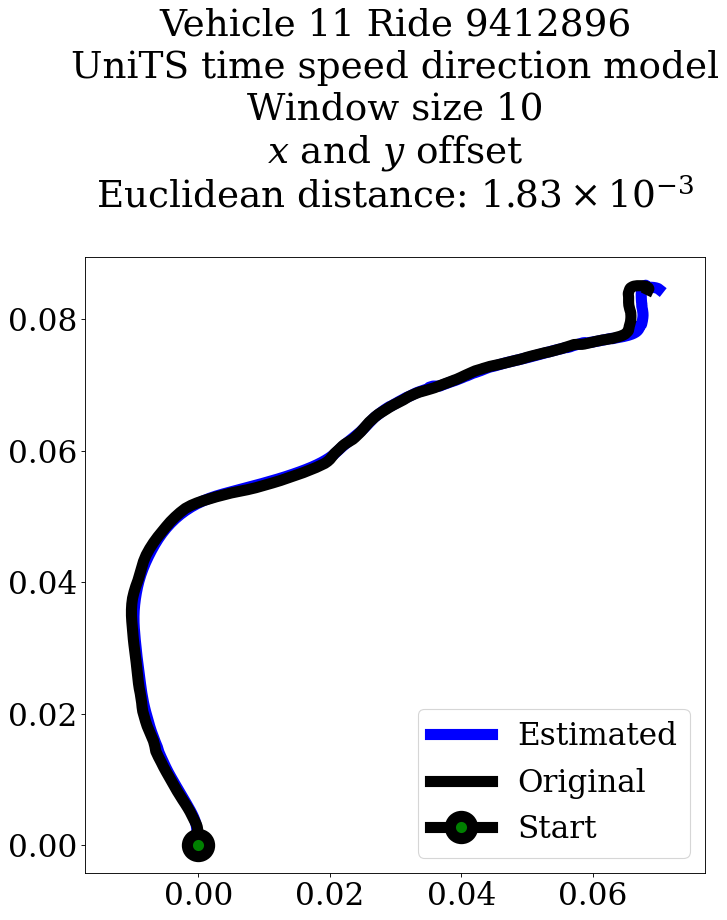 Vehicle 11 Ride 9412896
UniTS time speed direction model
Window size 10
x and y offset
Euclidean distance: 1.83 × 10⁻³
0.08
0.06
0.04
0.02
0.00
Estimated
Original
Start
0.00 0.02 0.04 0.06